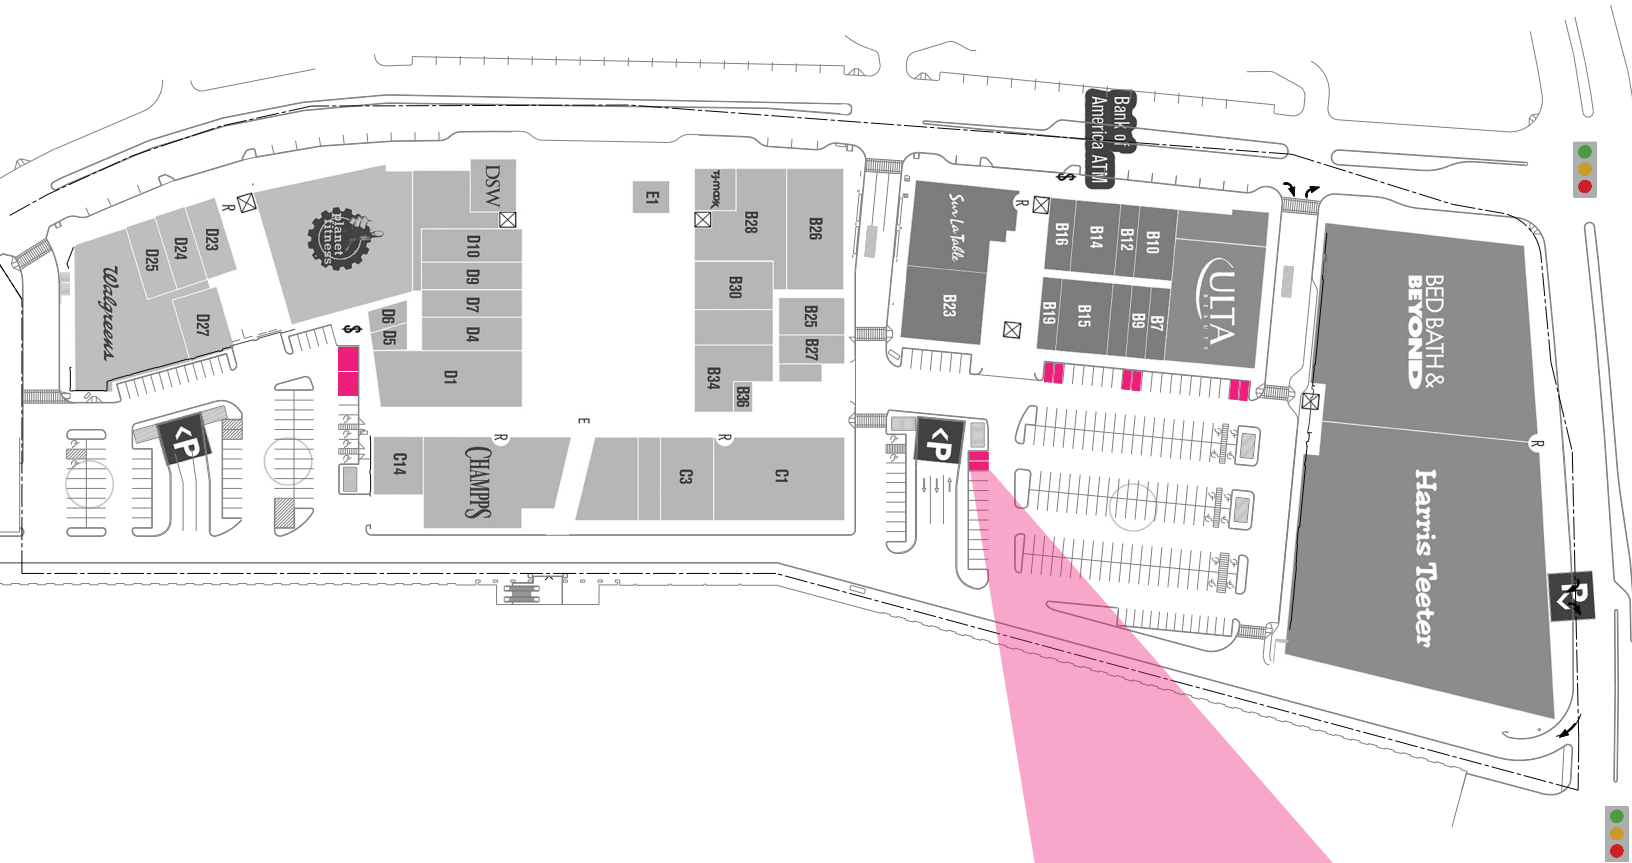 Bank of
America ATM
$
DSW
TJ-maxx
E1
B28
B26
Sur La Table
R
B16
B14
B12
B10
planet
fitness
R
D23
D24
D25
D10
D9
D7
D4
D6
D5
D1
D27
Walgreens
$
B30
B25
B27
B34
B36
B23
B19
B15
B9
B7
ULTA
BEAUTY
BED BATH &
BEYOND
R
Harris Teeter
E
R
R
C14
CHAMPPS
C3
C1
<P
<P
P